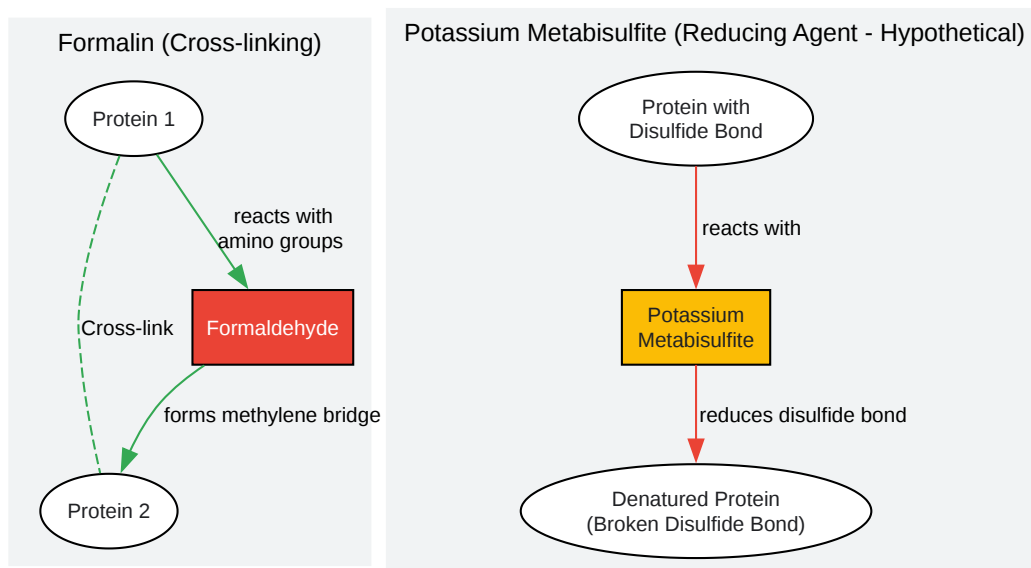 Formalin (Cross-linking)
Protein 1
reacts with
amino groups
Formaldehyde
Cross-link
forms methylene bridge
Protein 2
Potassium Metabisulfite (Reducing Agent - Hypothetical)
Protein with
Disulfide Bond
reacts with
Potassium
Metabisulfite
reduces disulfide bond
Denatured Protein
(Broken Disulfide Bond)